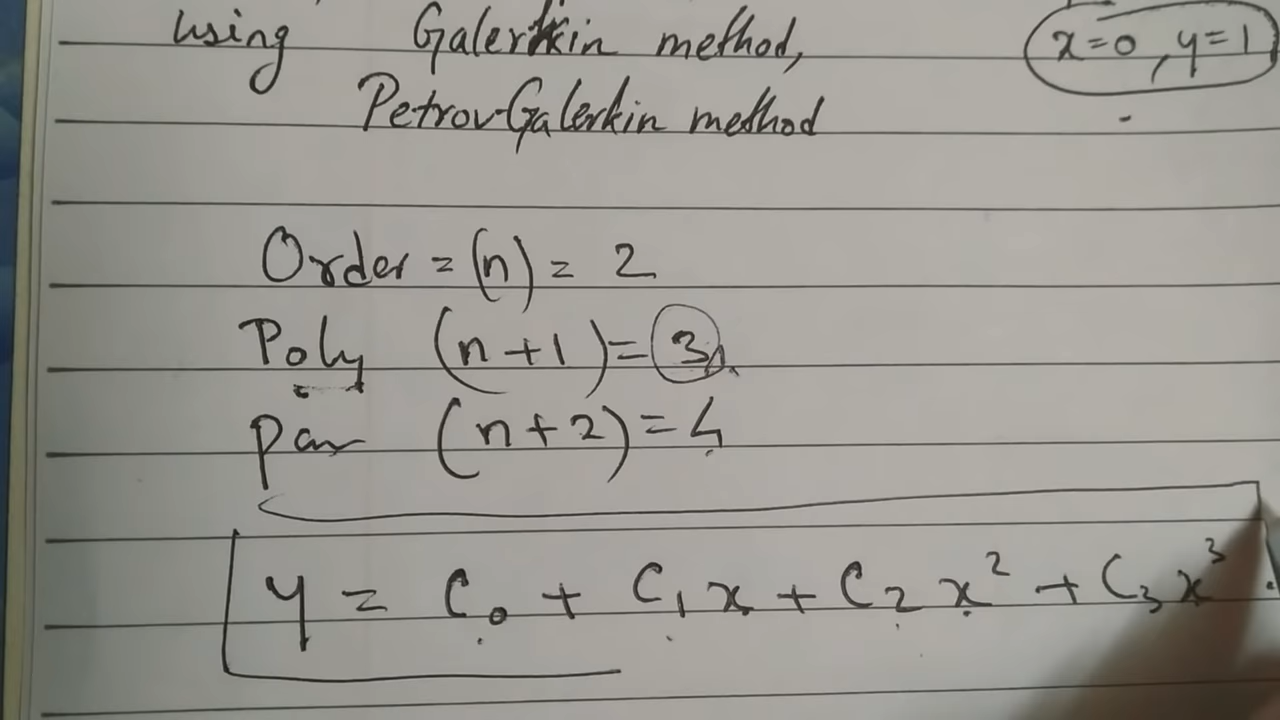 using Galerkin method,
x=0, y=1
Petrov-Galerkin method
Order = (n) = 2
Poly (n+1) = 3
Par (n+2) = 4
y = C₀ + C₁x + C₂x² + C₃x³